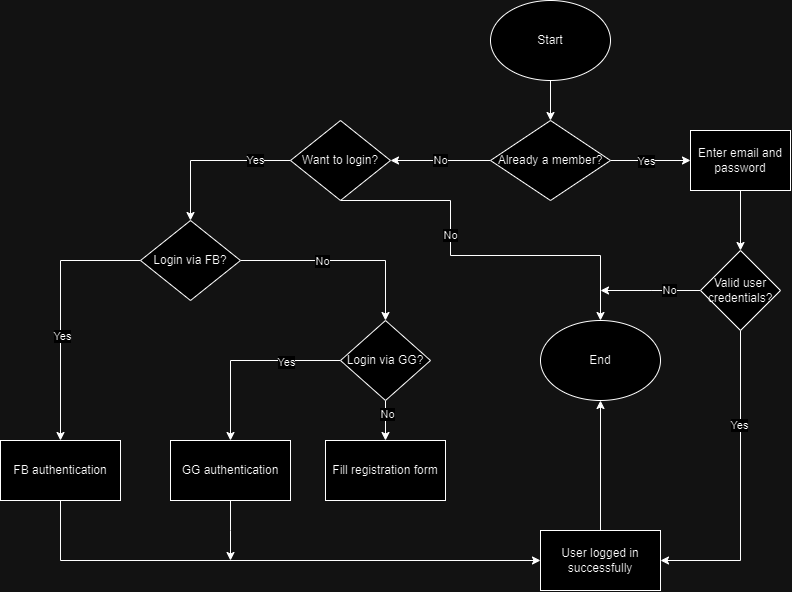 Start
Want to login?
Already a member?
Enter email and
password
Yes
No
Yes
Login via FB?
No
No
Valid user
credentials?
No
Yes
Login via GG?
Yes
End
No
Yes
FB authentication
GG authentication
Fill registration form
User logged in
successfully